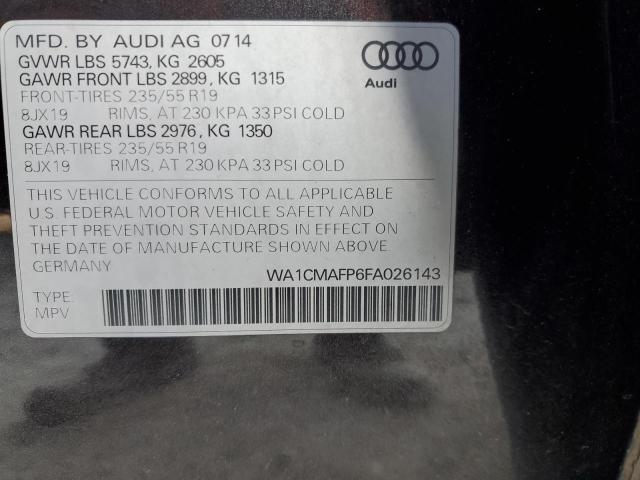 MFD. BY AUDI AG 07 14
GVWR LBS 5743, KG 2605
GAWR FRONT LBS 2899, KG 1315
FRONT-TIRES 235/55 R19
8JX19 RIMS, AT 230 KPA 33 PSI COLD
GAWR REAR LBS 2976, KG 1350
REAR-TIRES 235/55 R19
8JX19 RIMS, AT 230 KPA 33 PSI COLD
Audi
THIS VEHICLE CONFORMS TO ALL APPLICABLE
U.S. FEDERAL MOTOR VEHICLE SAFETY AND
THEFT PREVENTION STANDARDS IN EFFECT ON
THE DATE OF MANUFACTURE SHOWN ABOVE.
GERMANY
WA1CMAFP6FA026143
TYPE:
MPV